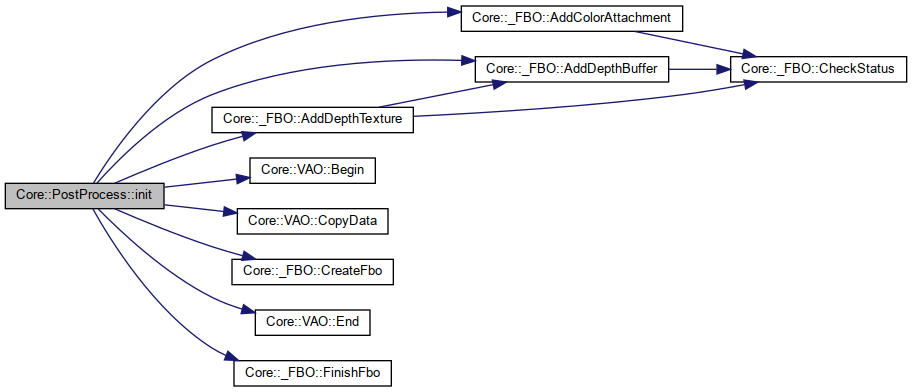 Core::_FBO::AddColorAttachment
Core::_FBO::AddDepthBuffer
Core::_FBO::CheckStatus
Core::_FBO::AddDepthTexture
Core::VAO::Begin
Core::PostProcess::init
Core::VAO::CopyData
Core::_FBO::CreateFbo
Core::VAO::End
Core::_FBO::FinishFbo